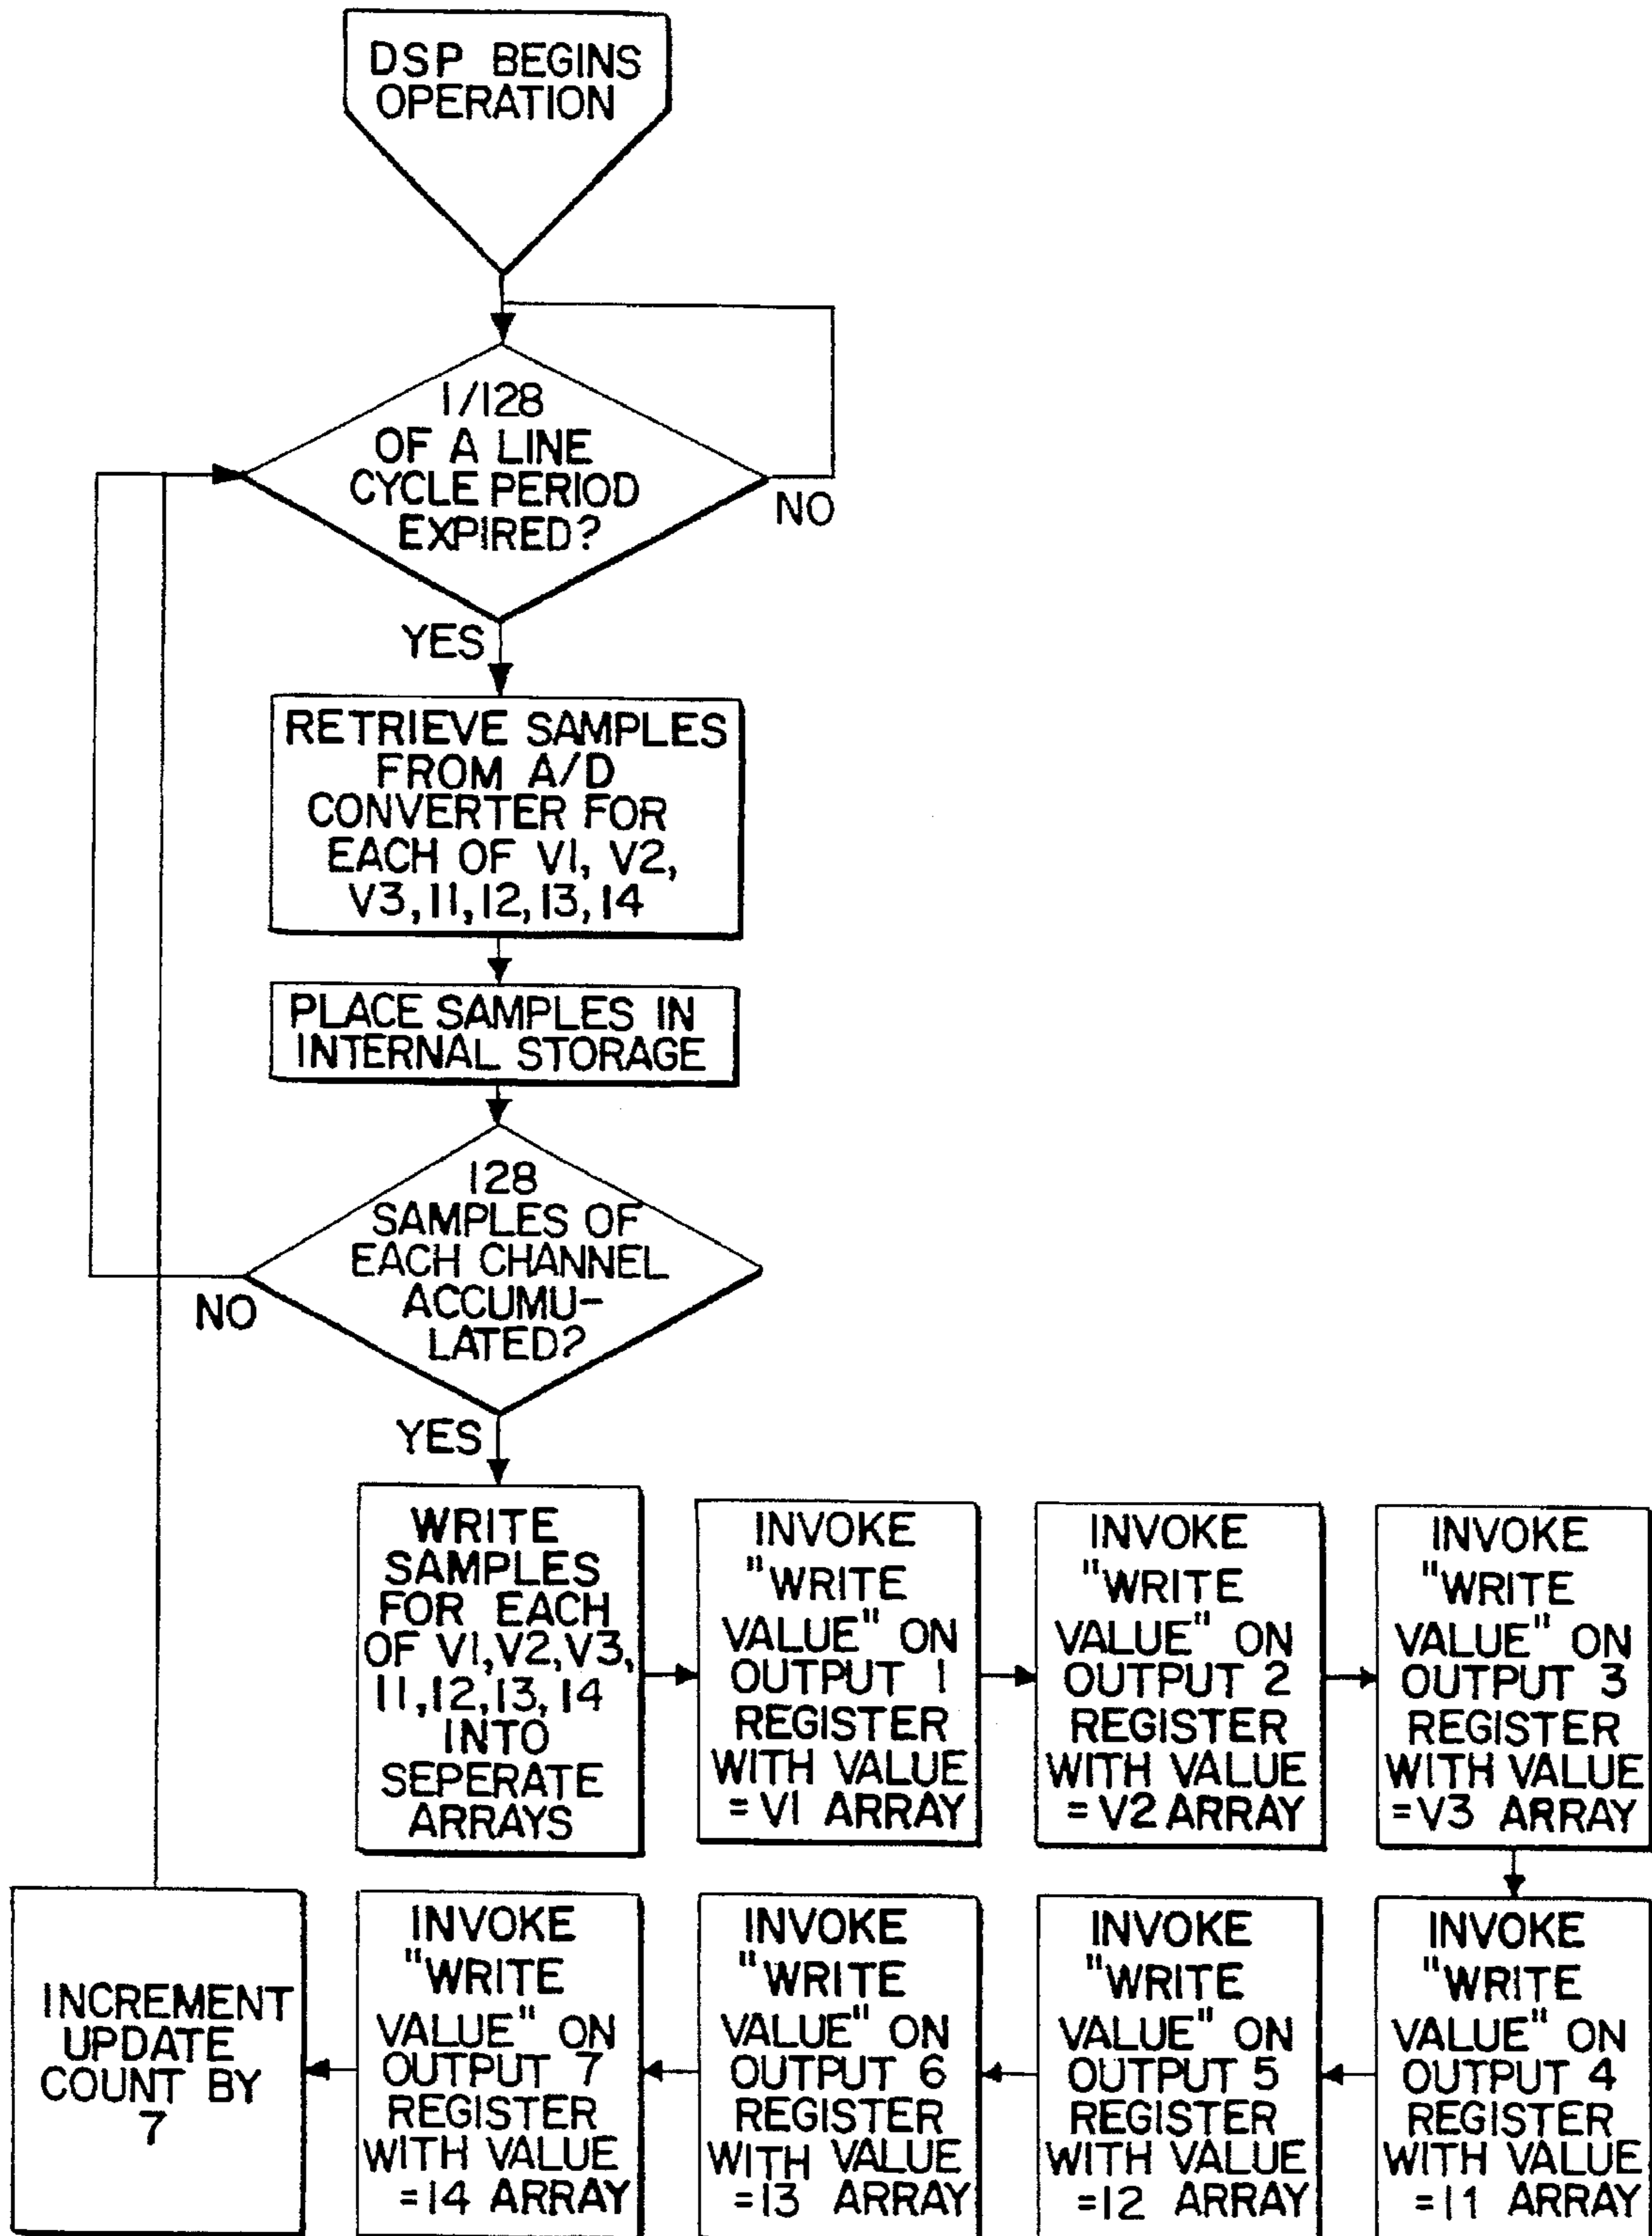 DSP BEGINS
OPERATION
1/128
OF A LINE
CYCLE PERIOD
EXPIRED?
NO
YES
RETRIEVE SAMPLES
FROM A/D
CONVERTER FOR
EACH OF V1, V2,
V3, I1, I2, I3, I4
PLACE SAMPLES IN
INTERNAL STORAGE
128
SAMPLES OF
EACH CHANNEL
ACCUMU-
LATED?
NO
YES
WRITE
SAMPLES
FOR EACH
OF V1,V2,V3,
I1,I2,I3, I4
INTO
SEPERATE
ARRAYS
INVOKE
"WRITE
VALUE" ON
OUTPUT 1
REGISTER
WITH VALUE
=V1 ARRAY
INVOKE
"WRITE
VALUE" ON
OUTPUT 2
REGISTER
WITH VALUE
=V2 ARRAY
INVOKE
"WRITE
VALUE" ON
OUTPUT 3
REGISTER
WITH VALUE
=V3 ARRAY
INVOKE
"WRITE
VALUE" ON
OUTPUT 4
REGISTER
WITH VALUE
=I1 ARRAY
INVOKE
"WRITE
VALUE" ON
OUTPUT 5
REGISTER
WITH VALUE
=I2 ARRAY
INVOKE
"WRITE
VALUE" ON
OUTPUT 6
REGISTER
WITH VALUE
=I3 ARRAY
INVOKE
"WRITE
VALUE" ON
OUTPUT 7
REGISTER
WITH VALUE
=I4 ARRAY
INCREMENT
UPDATE
COUNT BY
7